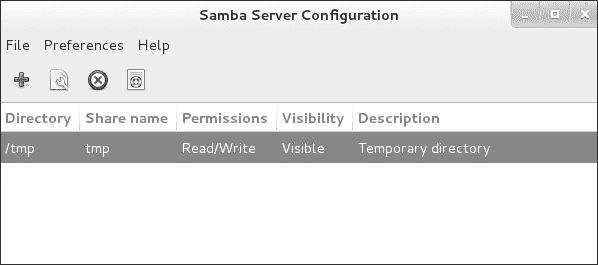 Samba Server Configuration
File Preferences Help
Directory Share name Permissions Visibility Description
/tmp tmp Read/Write Visible Temporary directory